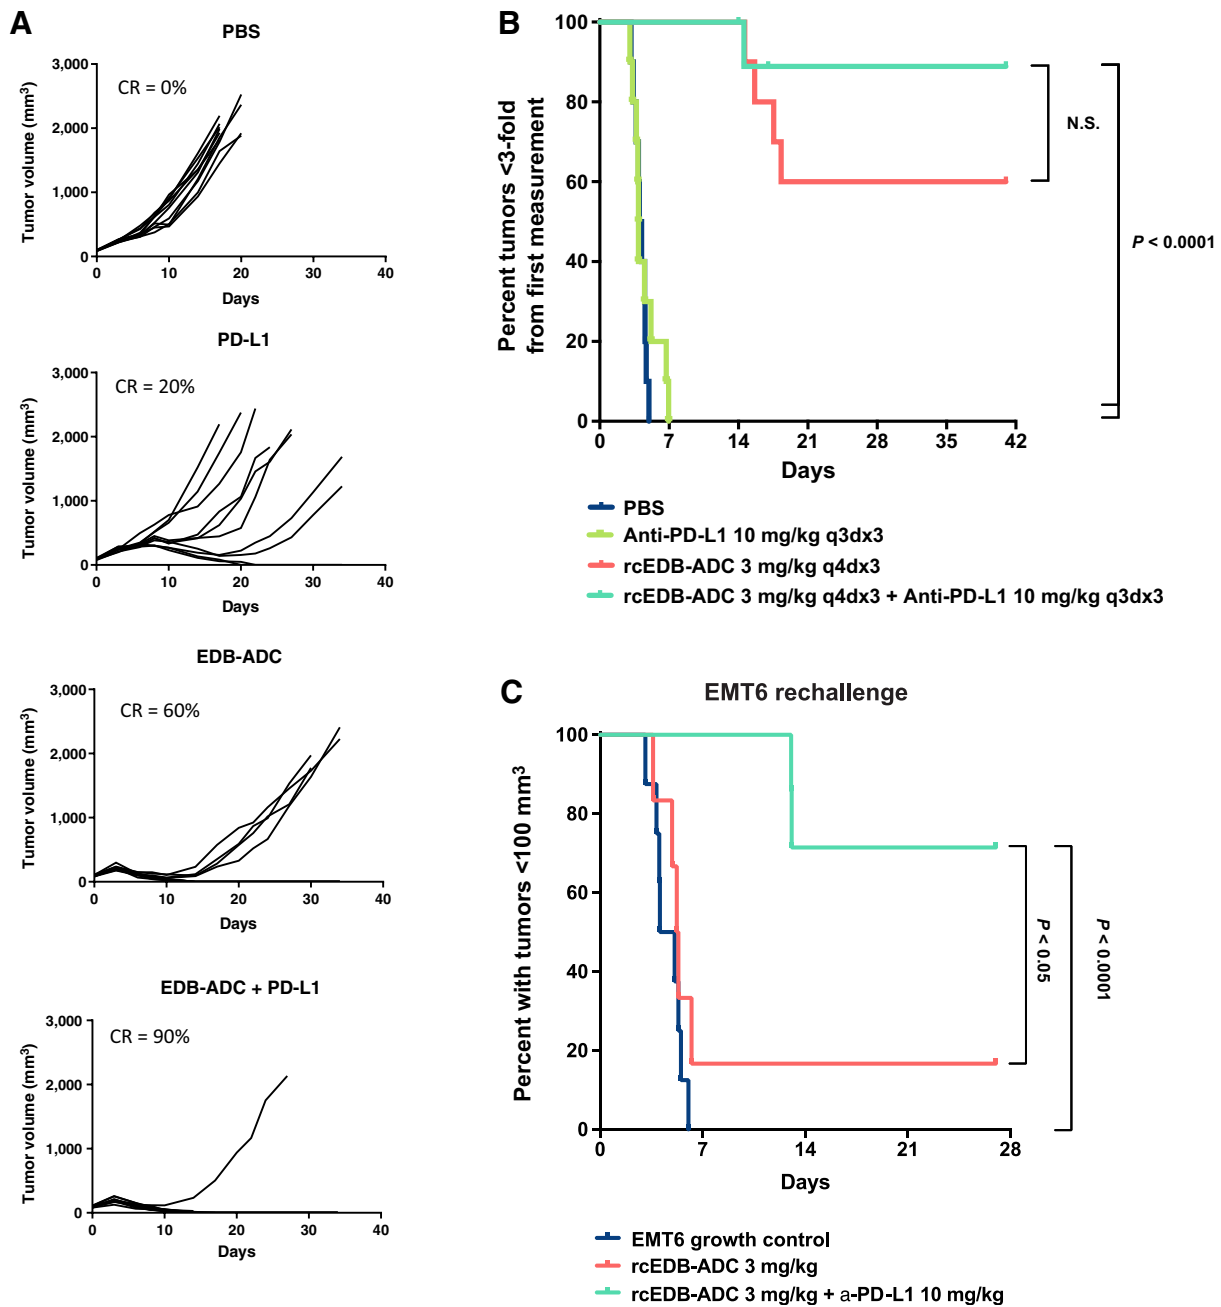 A
PBS
3,000
2,000
1,000
0
CR = 0%
Tumor volume (mm³)
0 10 20 30 40
Days
PD-L1
3,000
2,000
1,000
0
CR = 20%
Tumor volume (mm³)
0 10 20 30 40
Days
EDB-ADC
3,000
2,000
1,000
0
CR = 60%
Tumor volume (mm³)
0 10 20 30 40
Days
EDB-ADC + PD-L1
3,000
2,000
1,000
0
CR = 90%
Tumor volume (mm³)
0 10 20 30 40
Days
B
Percent tumors <3-fold
from first measurement
100
80
60
40
20
0
0 7 14 21 28 35 42
Days
N.S.
P < 0.0001
PBS
Anti-PD-L1 10 mg/kg q3dx3
rcEDB-ADC 3 mg/kg q4dx3
rcEDB-ADC 3 mg/kg q4dx3 + Anti-PD-L1 10 mg/kg q3dx3
C
EMT6 rechallenge
Percent with tumors <100 mm³
100
80
60
40
20
0
0 7 14 21 28
Days
P < 0.05
P < 0.0001
EMT6 growth control
rcEDB-ADC 3 mg/kg
rcEDB-ADC 3 mg/kg + a-PD-L1 10 mg/kg